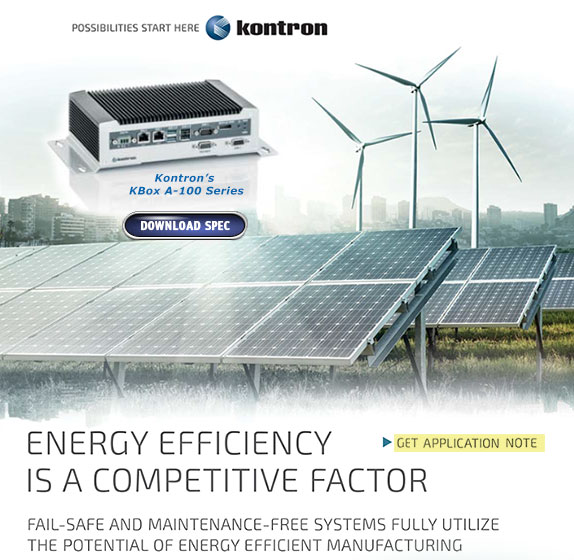 POSSIBILITIES START HERE kontron
kontron
Kontron's
KBox A-100 Series
DOWNLOAD SPEC
ENERGY EFFICIENCY
GET APPLICATION NOTE
IS A COMPETITIVE FACTOR
FAIL-SAFE AND MAINTENANCE-FREE SYSTEMS FULLY UTILIZE
THE POTENTIAL OF ENERGY EFFICIENT MANUFACTURING